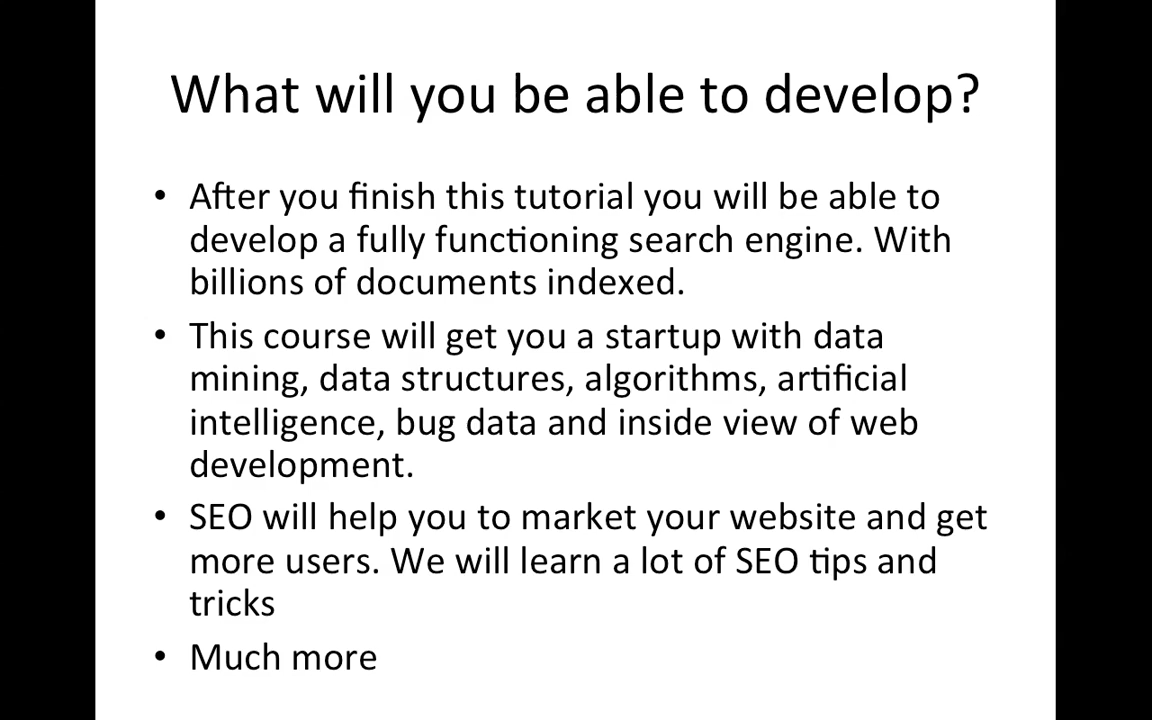 What will you be able to develop?
• After you finish this tutorial you will be able to
develop a fully functioning search engine. With
billions of documents indexed.
• This course will get you a startup with data
mining, data structures, algorithms, artificial
intelligence, bug data and inside view of web
development.
• SEO will help you to market your website and get
more users. We will learn a lot of SEO tips and
tricks
• Much more